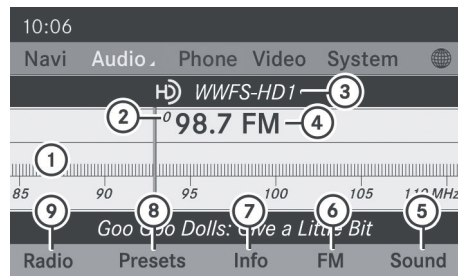 10:06
Navi Audio Phone Video System
HD WWFS-HD1 3
2 0 98.7 FM 4
1
85 90 95 100 105 110 MHz
9 8 7 6 5
Goo Goo Dolls: Give a Little Bit
Radio Presets Info FM Sound